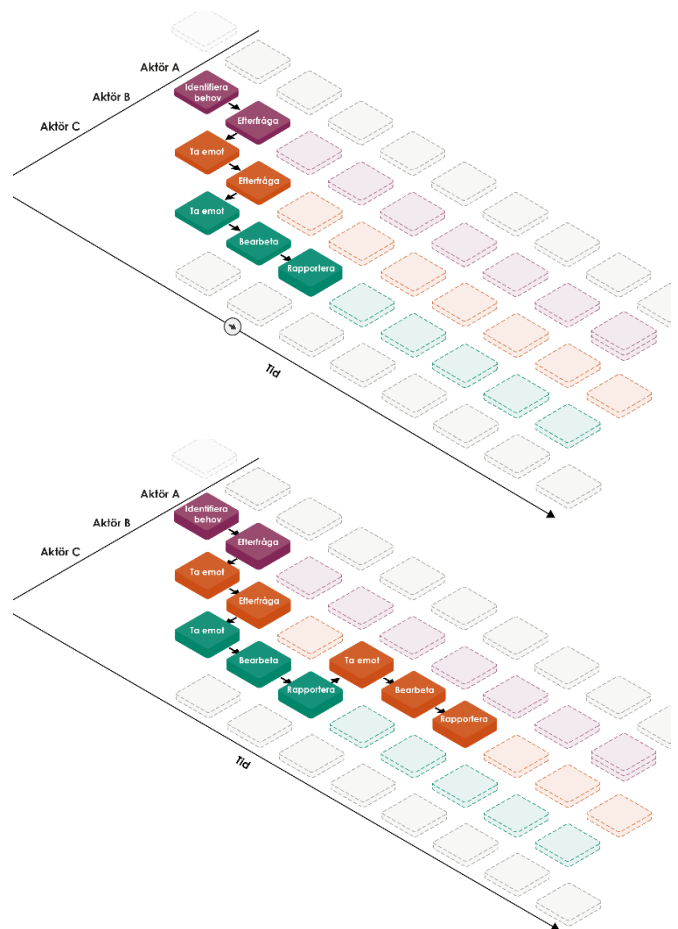 Aktör A
Aktör B
Aktör C
Identifiera
behov
Efterfråga
Ta emot
Efterfråga
Ta emot
Bearbeta
Rapportera
Tid
Aktör A
Aktör B
Aktör C
Identifiera
behov
Efterfråga
Ta emot
Efterfråga
Ta emot
Bearbeta
Rapportera
Ta emot
Bearbeta
Rapportera
Tid